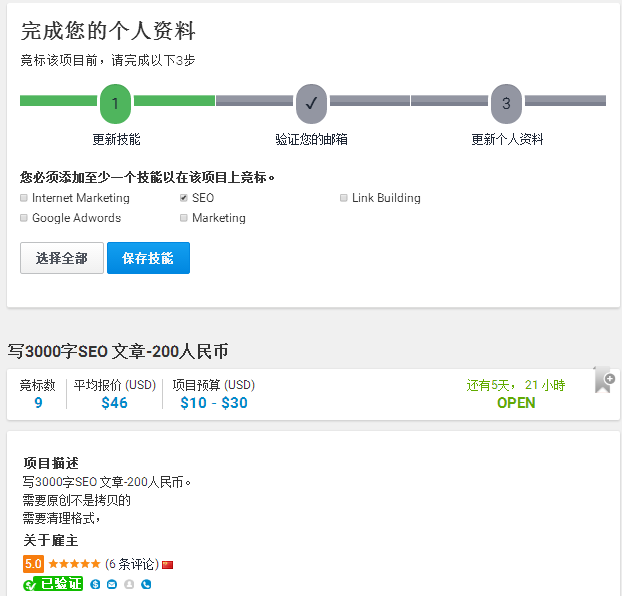 完成您的个人资料
竟标该项目前，请完成以下3步
1 ✓ 3
更新技能 验证您的邮箱 更新个人资料
您必须添加至少一个技能以在该项目上竞标。
Internet Marketing SEO Link Building
Google Adwords Marketing
选择全部 保存技能
写3000字SEO 文章-200人民币
竟标数 平均报价 (USD) 项目预算 (USD) 还有5天， 21 小時
9 $46 $10 - $30 OPEN
项目描述
写3000字SEO 文章-200人民币。
需要原创不是拷贝的
需要清理格式，
关于雇主
5.0 ★★★★★ (6 条评论)
已验证